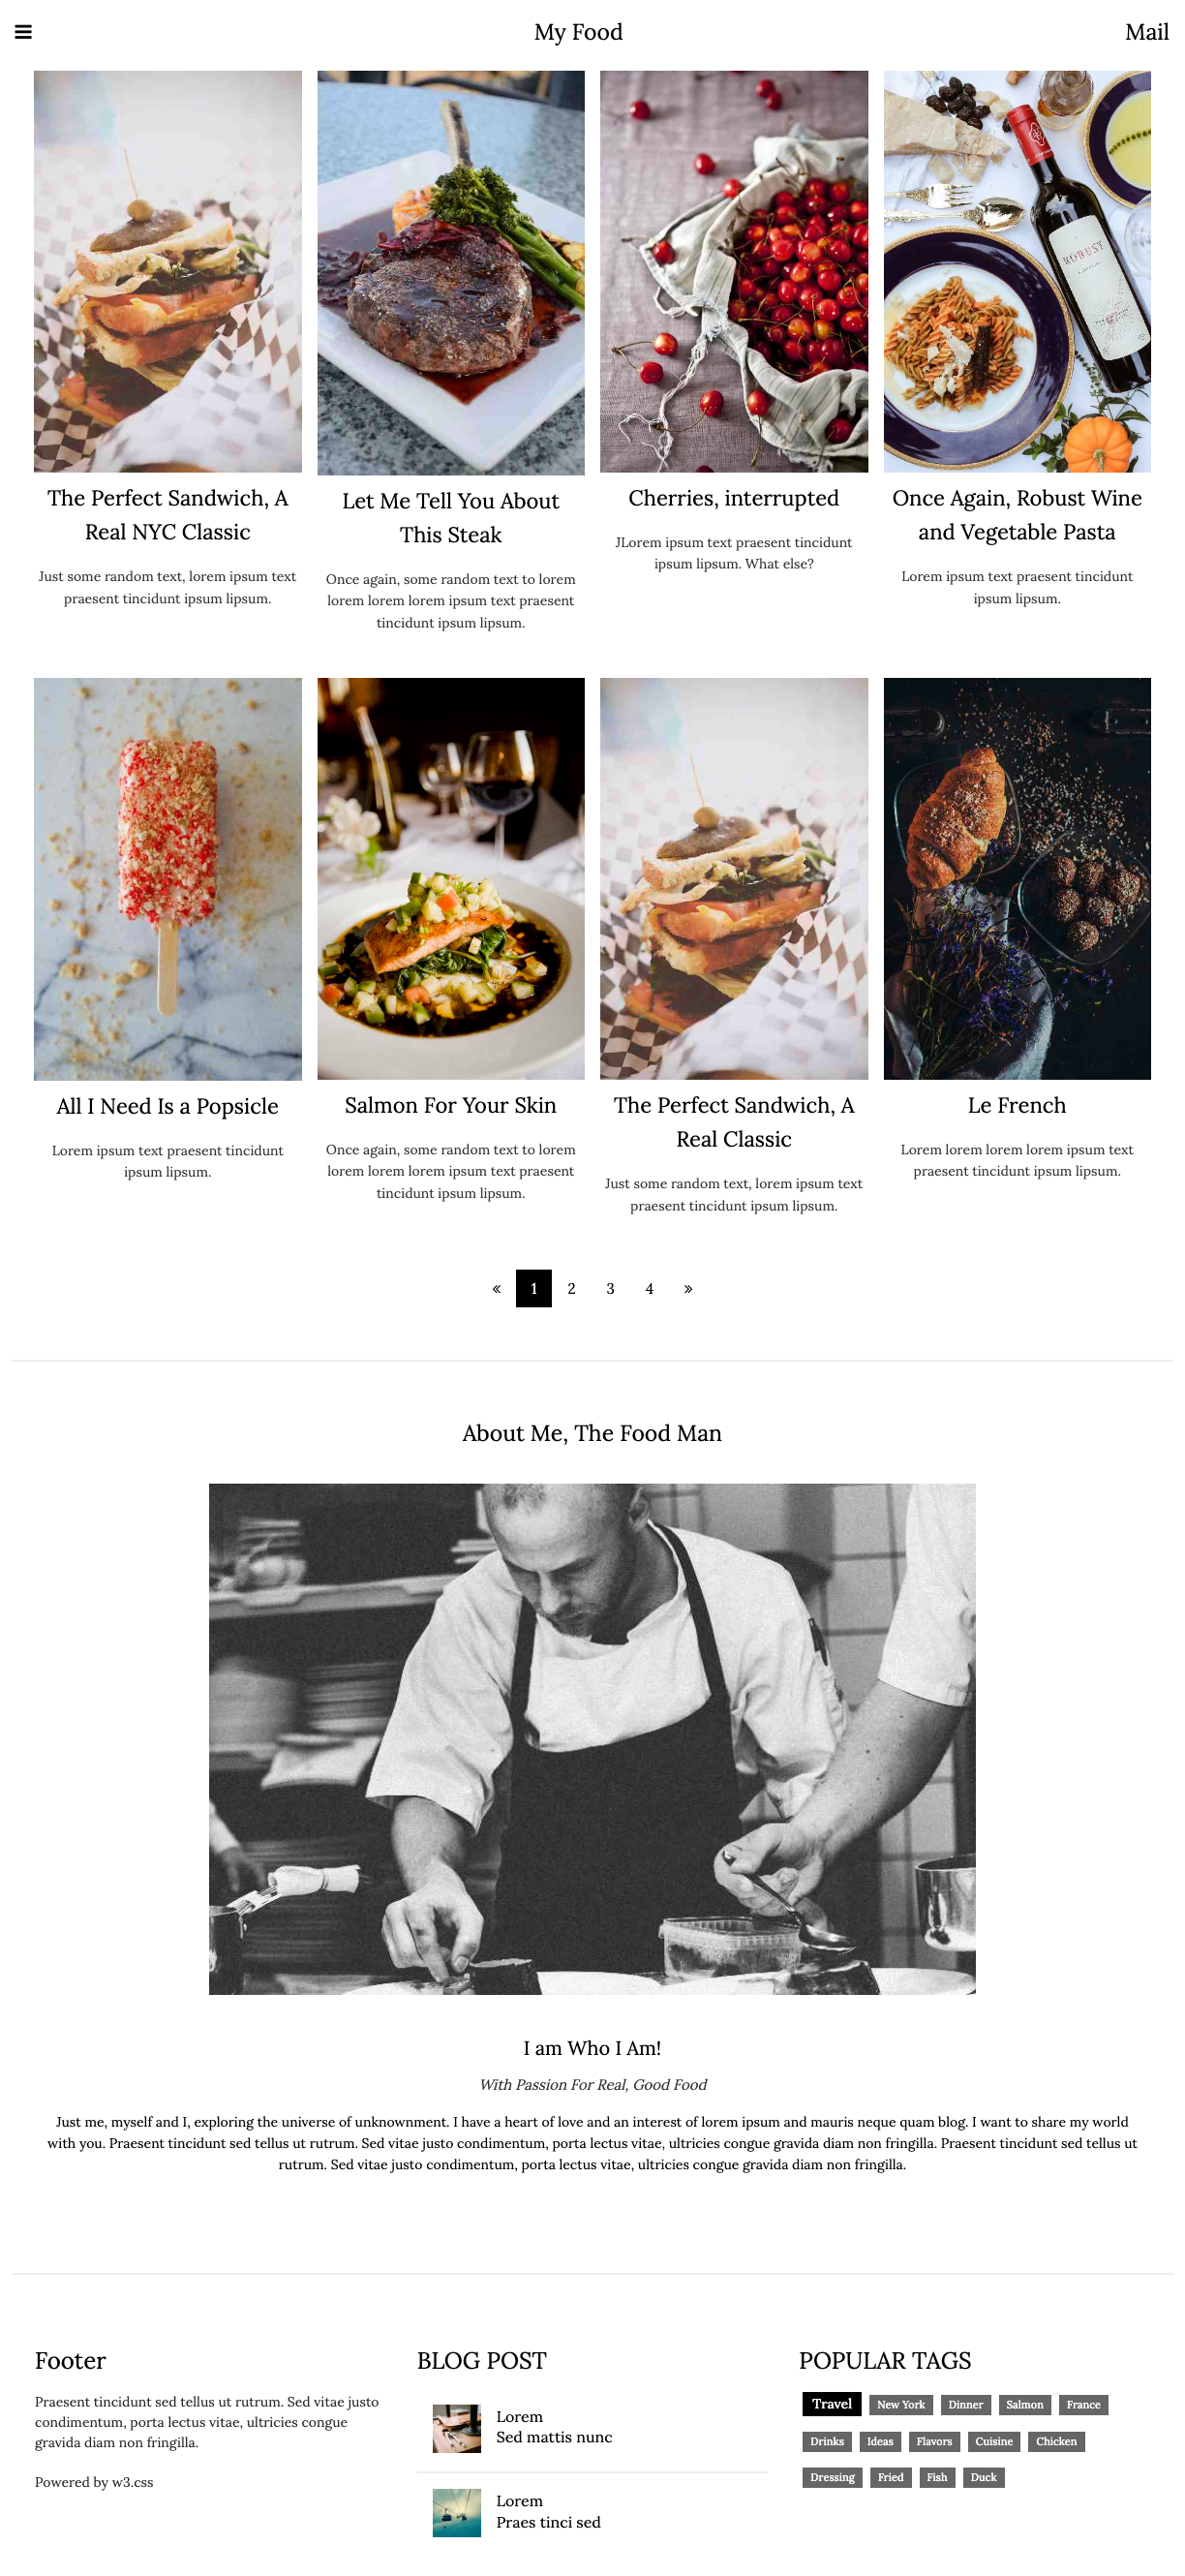 My Food
Mail
ROBUST
The Perfect Sandwich, A
Real NYC Classic
Just some random text, lorem ipsum text
praesent tincidunt ipsum lipsum.
Let Me Tell You About
This Steak
Once again, some random text to lorem
lorem lorem lorem ipsum text praesent
tincidunt ipsum lipsum.
Cherries, interrupted
JLorem ipsum text praesent tincidunt
ipsum lipsum. What else?
Once Again, Robust Wine
and Vegetable Pasta
Lorem ipsum text praesent tincidunt
ipsum lipsum.
All I Need Is a Popsicle
Lorem ipsum text praesent tincidunt
ipsum lipsum.
Salmon For Your Skin
Once again, some random text to lorem
lorem lorem lorem ipsum text praesent
tincidunt ipsum lipsum.
The Perfect Sandwich, A
Real Classic
Just some random text, lorem ipsum text
praesent tincidunt ipsum lipsum.
Le French
Lorem lorem lorem lorem ipsum text
praesent tincidunt ipsum lipsum.
« 1 2 3 4 »
About Me, The Food Man
I am Who I Am!
With Passion For Real, Good Food
Just me, myself and I, exploring the universe of unknownment. I have a heart of love and an interest of lorem ipsum and mauris neque quam blog. I want to share my world
with you. Praesent tincidunt sed tellus ut rutrum. Sed vitae justo condimentum, porta lectus vitae, ultricies congue gravida diam non fringilla. Praesent tincidunt sed tellus ut
rutrum. Sed vitae justo condimentum, porta lectus vitae, ultricies congue gravida diam non fringilla.
Footer
Praesent tincidunt sed tellus ut rutrum. Sed vitae justo
condimentum, porta lectus vitae, ultricies congue
gravida diam non fringilla.
Powered by w3.css
BLOG POST
Lorem
Sed mattis nunc
Lorem
Praes tinci sed
POPULAR TAGS
Travel New York Dinner Salmon France
Drinks Ideas Flavors Cuisine Chicken
Dressing Fried Fish Duck